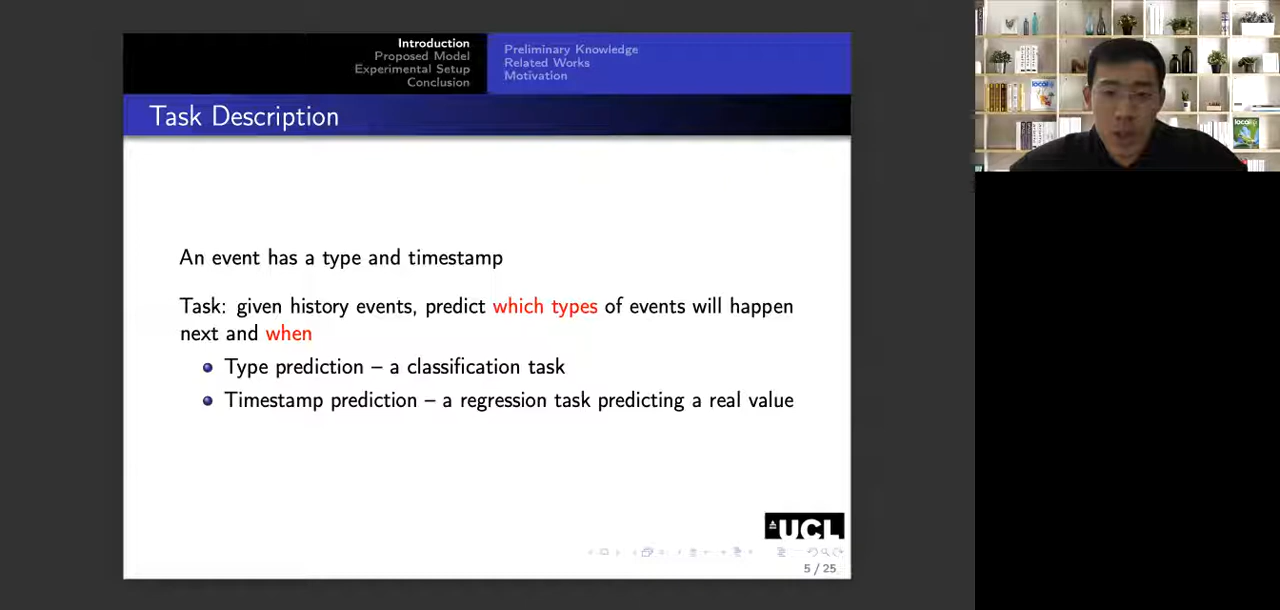 Introduction
Proposed Model
Experimental Setup
Conclusion
Preliminary Knowledge
Related Works
Motivation
Task Description
An event has a type and timestamp
Task: given history events, predict which types of events will happen
next and when
Type prediction – a classification task
Timestamp prediction – a regression task predicting a real value
UCL
5 / 25